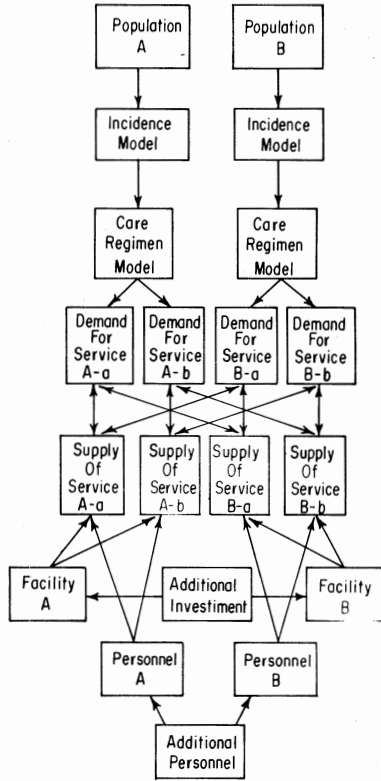 Population
A
Population
B
Incidence
Model
Incidence
Model
Care
Regimen
Model
Care
Regimen
Model
Demand
For
Service
A-a
Demand
For
Service
A-b
Demand
For
Service
B-a
Demand
For
Service
B-b
Supply
Of
Service
A-a
Supply
Of
Service
A-b
Supply
Of
Service
B-a
Supply
Of
Service
B-b
Facility
A
Additional
Investiment
Facility
B
Personnel
A
Personnel
B
Additional
Personnel